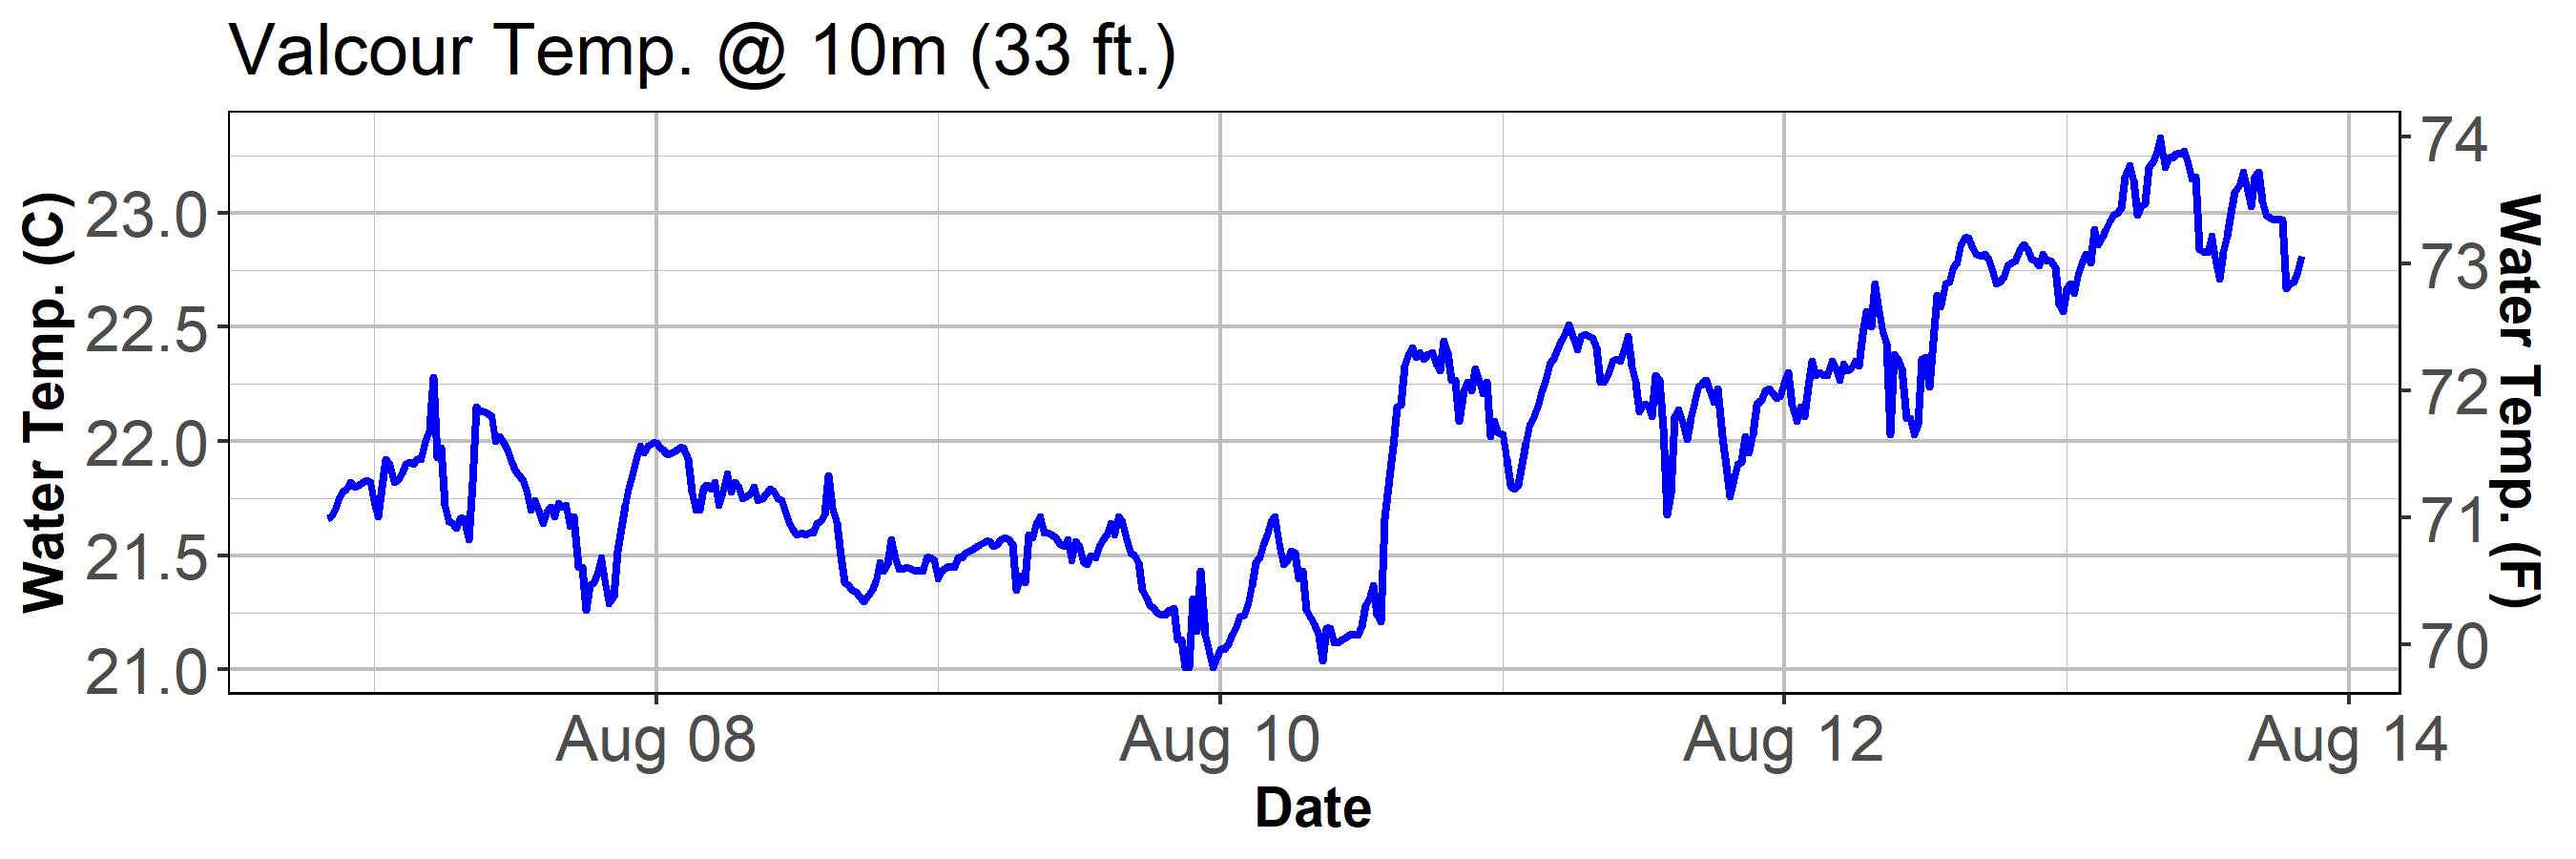 Valcour Temp. @ 10m (33 ft.)
Water Temp. (C)
23.0
22.5
22.0
21.5
21.0
74
73
72
71
70
Water Temp. (F)
Aug 08 Aug 10 Aug 12 Aug 14
Date